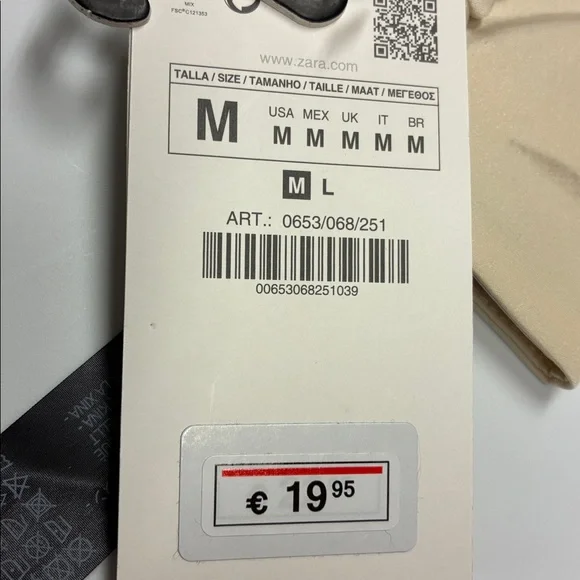 MIX
FSC®C121353
www.zara.com
TALLA / SIZE / TAMANHO / TAILLE / MAAT / ΜΕΓΕΘΟΣ
M
USA MEX UK IT BR
M M M M M
M L
ART.: 0653/068/251
00653068251039
€ 19 95